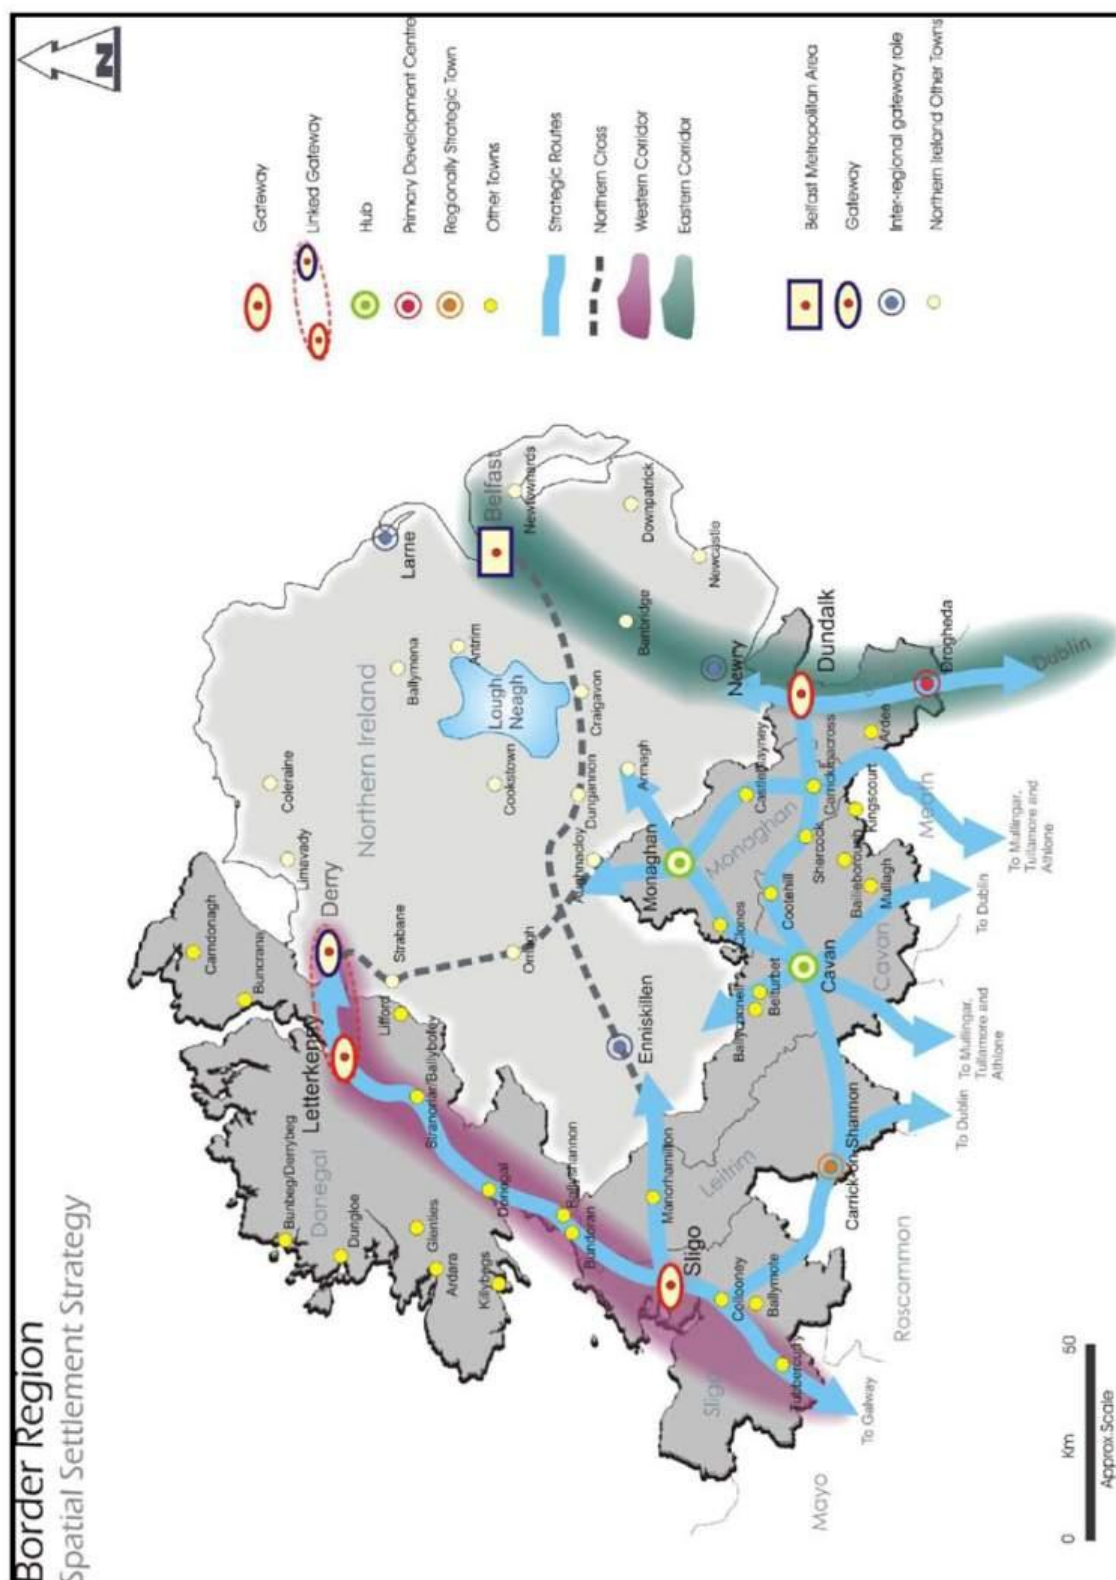 Border Region
Spatial Settlement Strategy
N
Gateway
Linked Gateway
Hub
Primary Development Centre
Regionally Strategic Town
Other Towns
Strategic Routes
Northern Cross
Western Corridor
Eastern Corridor
Belfast Metropolitan Area
Gateway
Inter-regional gateway role
Northern Ireland Other Towns
Carndonagh
Buncrana
Coleraine
Limavady
Derry
Letterkenny
Bunbeg/Derrybeg
Donegal
Dungloe
Northern Ireland
Ballymena
Larne
Strabane
Lifford
Stranorlar/Ballybofey
Glenties
Ardara
Killybegs
Antrim
Lough
Neagh
Belfast
Newtownards
Cookstown
Omagh
Donegal
Ballyshannon
Bundoran
Craigavon
Dungannon
Aughnacloy
Enniskillen
Armagh
Banbridge
Downpatrick
Newcastle
Manorhamilton
Sligo
Monaghan
Newry
Clones
Castleblayney
Monaghan
Leitrim
Collooney
Ballymote
Ballyconnell
Belturbet
Cootehill
Cavan
Shercock
Carrickmacross
Dundalk
Tubbercurry
Sligo
Carrick-on-Shannon
Bailieborough
Kingscourt
Mullagh
Ardee
Drogheda
Cavan
Meath
Dublin
Mayo
Roscommon
To Galway
To Dublin
To Mullingar,
Tullamore and
Athlone
To Dublin
To Mullingar,
Tullamore and
Athlone
0
Km
50
Approx.Scale